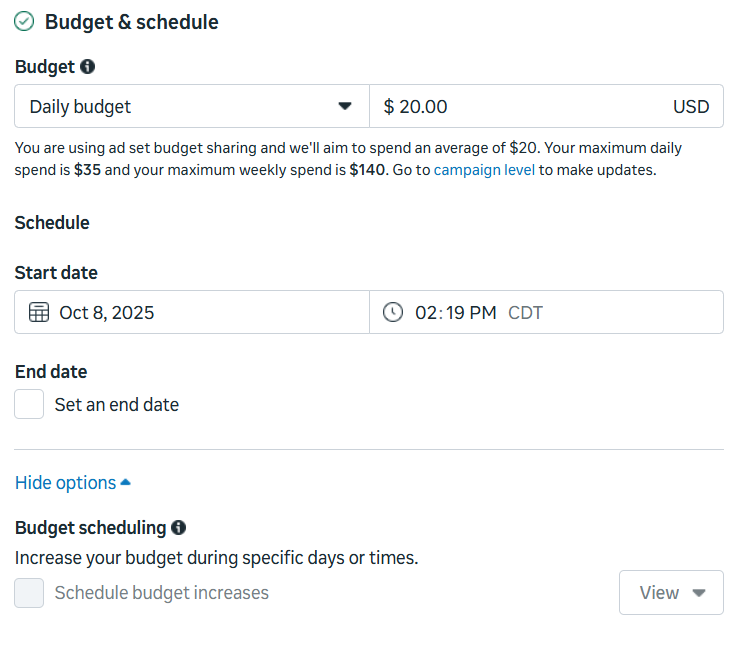 Budget & schedule
Budget
Daily budget
$ 20.00 USD
You are using ad set budget sharing and we'll aim to spend an average of $20. Your maximum daily
spend is $35 and your maximum weekly spend is $140. Go to campaign level to make updates.
Schedule
Start date
Oct 8, 2025
02:19 PM CDT
End date
Set an end date
Hide options
Budget scheduling
Increase your budget during specific days or times.
Schedule budget increases
View